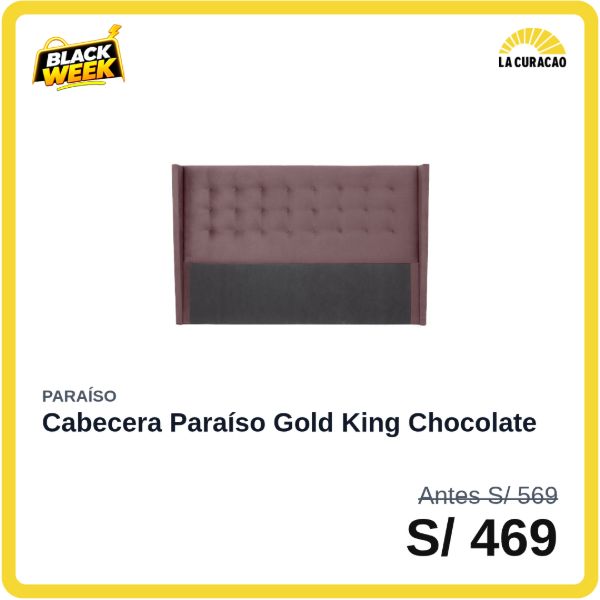 BLACK
WEEK
LA CURACAO
PARAÍSO
Cabecera Paraíso Gold King Chocolate
Antes S/ 569
S/ 469